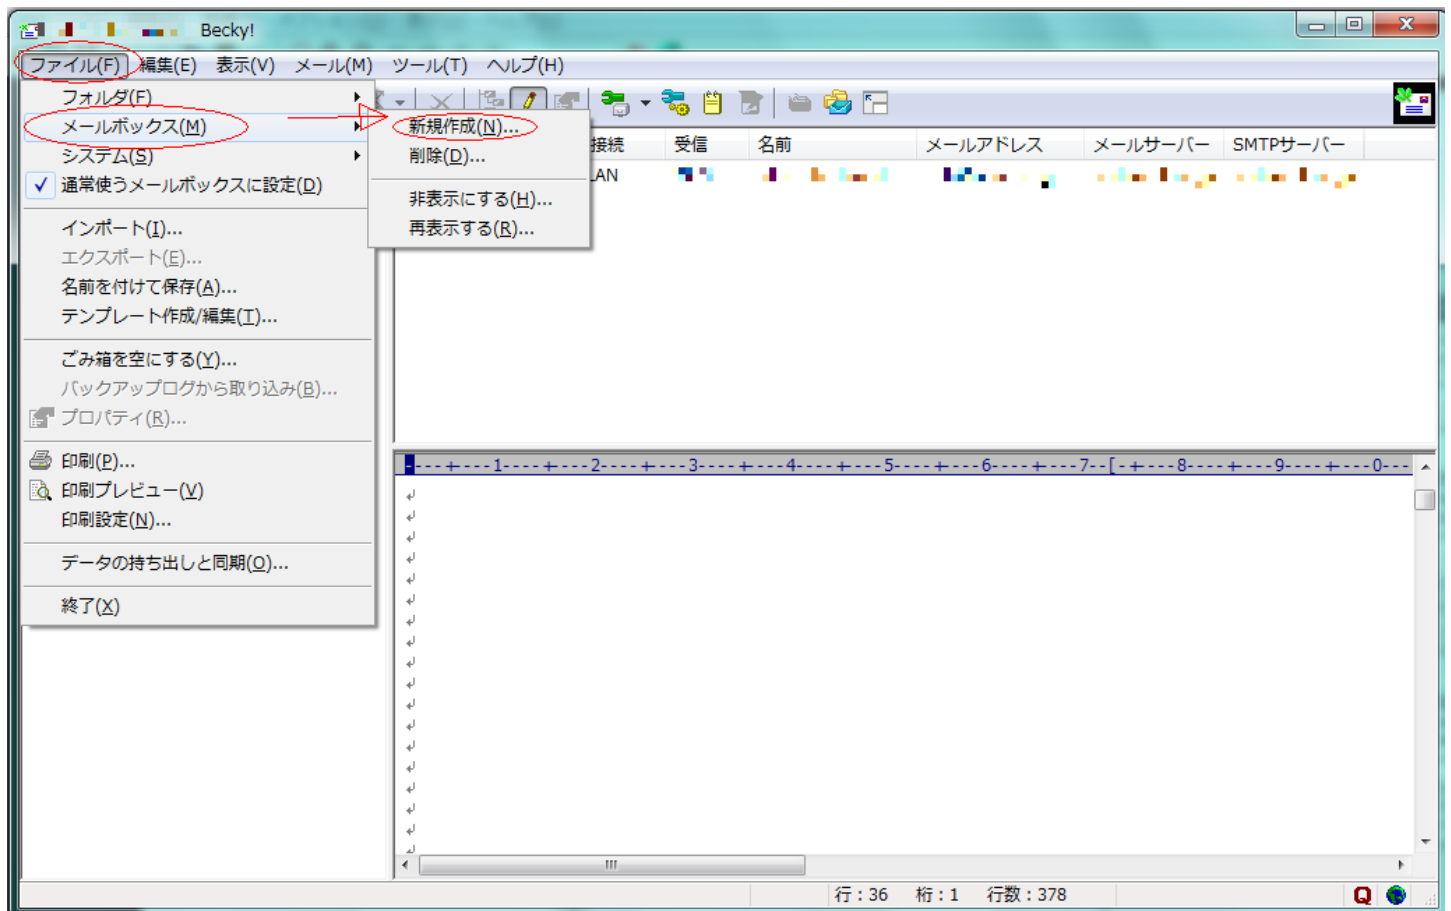 Becky!
ファイル(F) 編集(E) 表示(V) メール(M) ツール(T) ヘルプ(H)
フォルダ(F)
メールボックス(M)
システム(S)
通常使うメールボックスに設定(D)
インポート(I)...
エクスポート(E)...
名前を付けて保存(A)...
テンプレート作成/編集(T)...
ごみ箱を空にする(Y)...
バックアップログから取り込み(B)...
プロパティ(R)...
印刷(P)...
印刷プレビュー(V)
印刷設定(N)...
データの持ち出しと同期(O)...
終了(X)
新規作成(N)...
削除(D)...
非表示にする(H)...
再表示する(R)...
接続 受信 名前 メールアドレス メールサーバー SMTPサーバー
LAN
----+----1----+----2----+----3----+----4----+----5----+----6----+----7--[-+----8----+----9----+----0---
行:36 桁:1 行数:378
Q